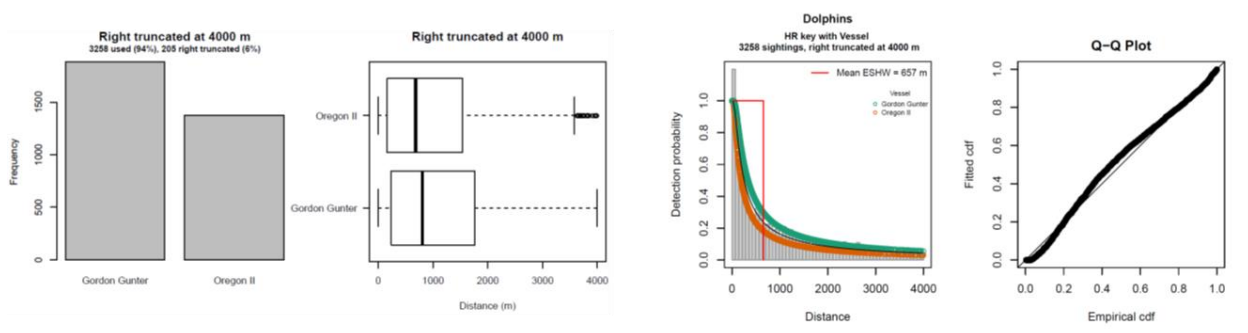 Right truncated at 4000 m
3258 used (94%), 205 right truncated (6%)
Frequency
1500
1000
500
0
Gordon Gunter
Oregon II
Right truncated at 4000 m
Oregon II
Gordon Gunter
0 1000 2000 3000 4000
Distance (m)
Dolphins
HR key with Vessel
3258 sightings, right truncated at 4000 m
Mean ESHW = 657 m
Vessel
Gordon Gunter
Oregon II
Detection probability
1.0
0.8
0.6
0.4
0.2
0.0
0 1000 2000 3000 4000
Distance
Q-Q Plot
Fitted cdf
1.0
0.8
0.6
0.4
0.2
0.0
0.0 0.2 0.4 0.6 0.8 1.0
Empirical cdf